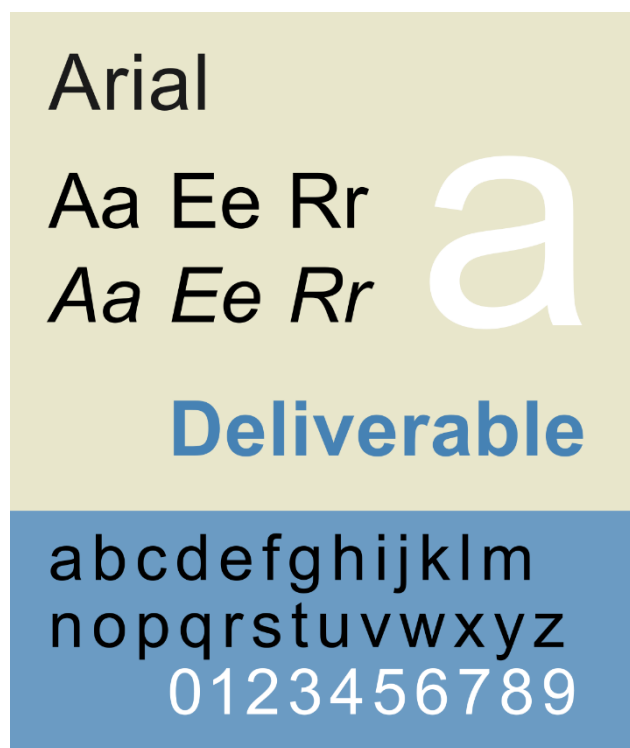 Arial
Aa Ee Rr
a
Aa Ee Rr
Deliverable
abcdefghijklm
nopqrstuvwxyz
0123456789